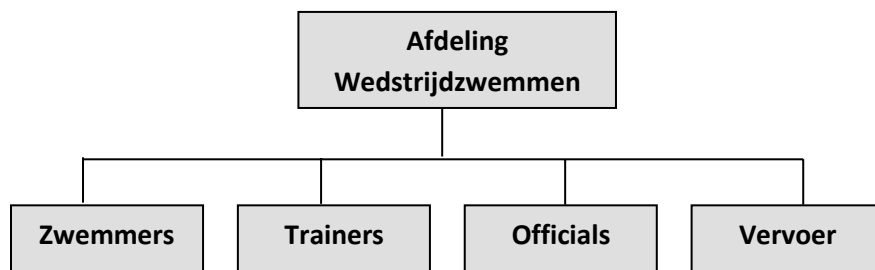 Afdeling
Wedstrijdzwemmen
Zwemmers
Trainers
Officials
Vervoer